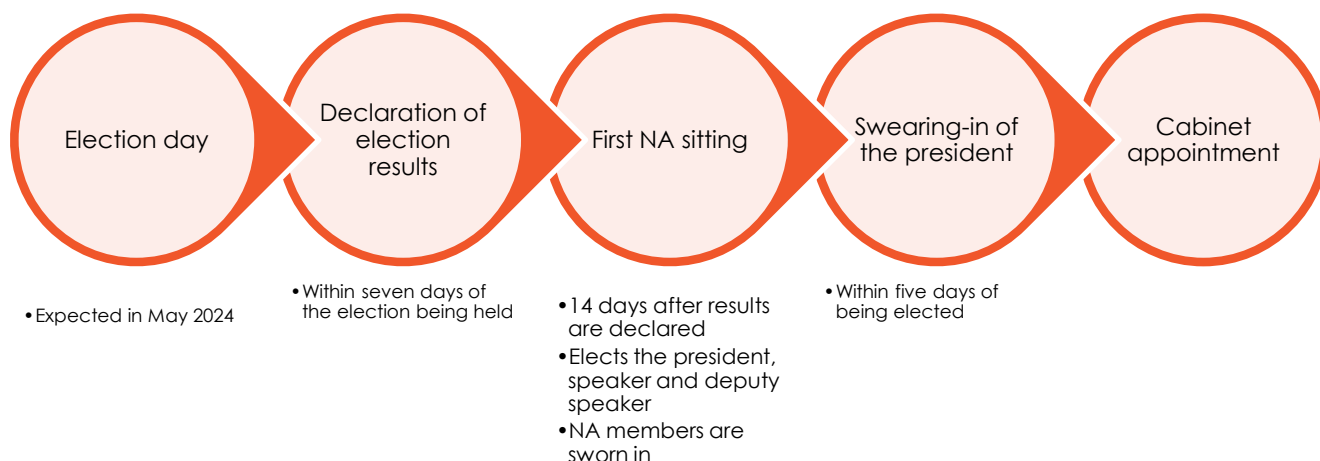 Election day
Declaration of
election
results
First NA sitting
Swearing-in of
the president
Cabinet
appointment
•Expected in May 2024
•Within seven days of
the election being held
•14 days after results
are declared
•Elects the president,
speaker and deputy
speaker
•NA members are
sworn in
•Within five days of
being elected